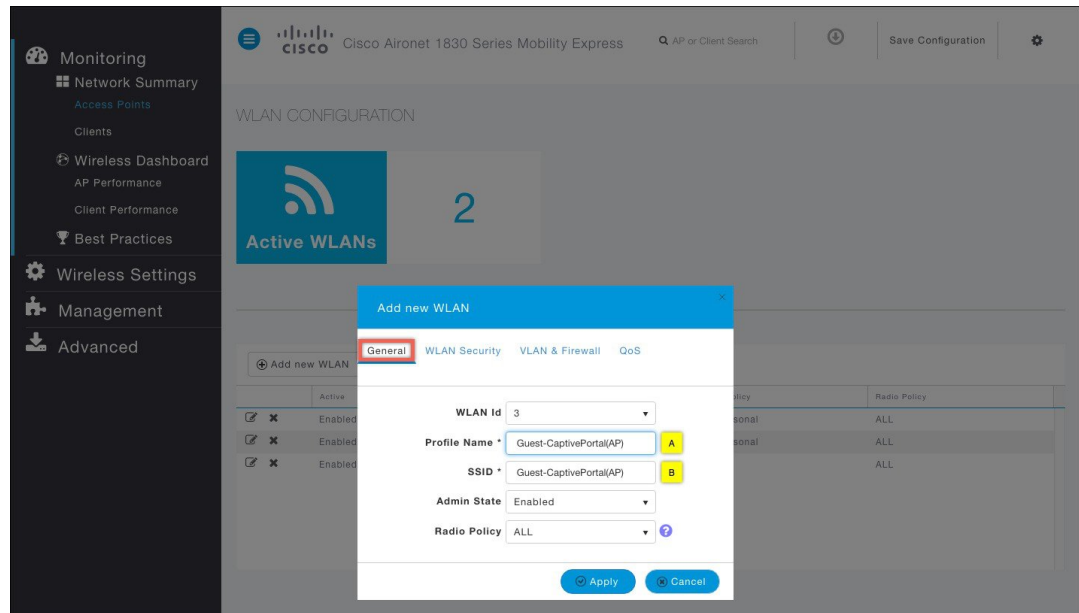 Monitoring
Network Summary
Access Points
Clients
Wireless Dashboard
AP Performance
Client Performance
Best Practices
Wireless Settings
Management
Advanced
CISCO Cisco Aironet 1830 Series Mobility Express AP or Client Search Save Configuration
WLAN CONFIGURATION
Active WLANs
2
Add new WLAN
Active Radio Policy
Enabled sonal ALL
Enabled sonal ALL
Enabled ALL
Add new WLAN
General WLAN Security VLAN & Firewall QoS
WLAN Id 3
Profile Name * Guest-CaptivePortal(AP) A
SSID * Guest-CaptivePortal(AP) B
Admin State Enabled
Radio Policy ALL ?
Apply Cancel